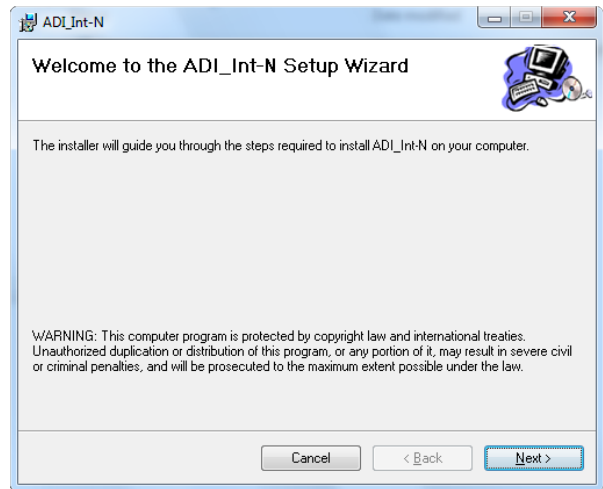 ADI_Int-N
Welcome to the ADI_Int-N Setup Wizard
The installer will guide you through the steps required to install ADI_Int-N on your computer.
WARNING: This computer program is protected by copyright law and international treaties.
Unauthorized duplication or distribution of this program, or any portion of it, may result in severe civil
or criminal penalties, and will be prosecuted to the maximum extent possible under the law.
Cancel
< Back
Next >